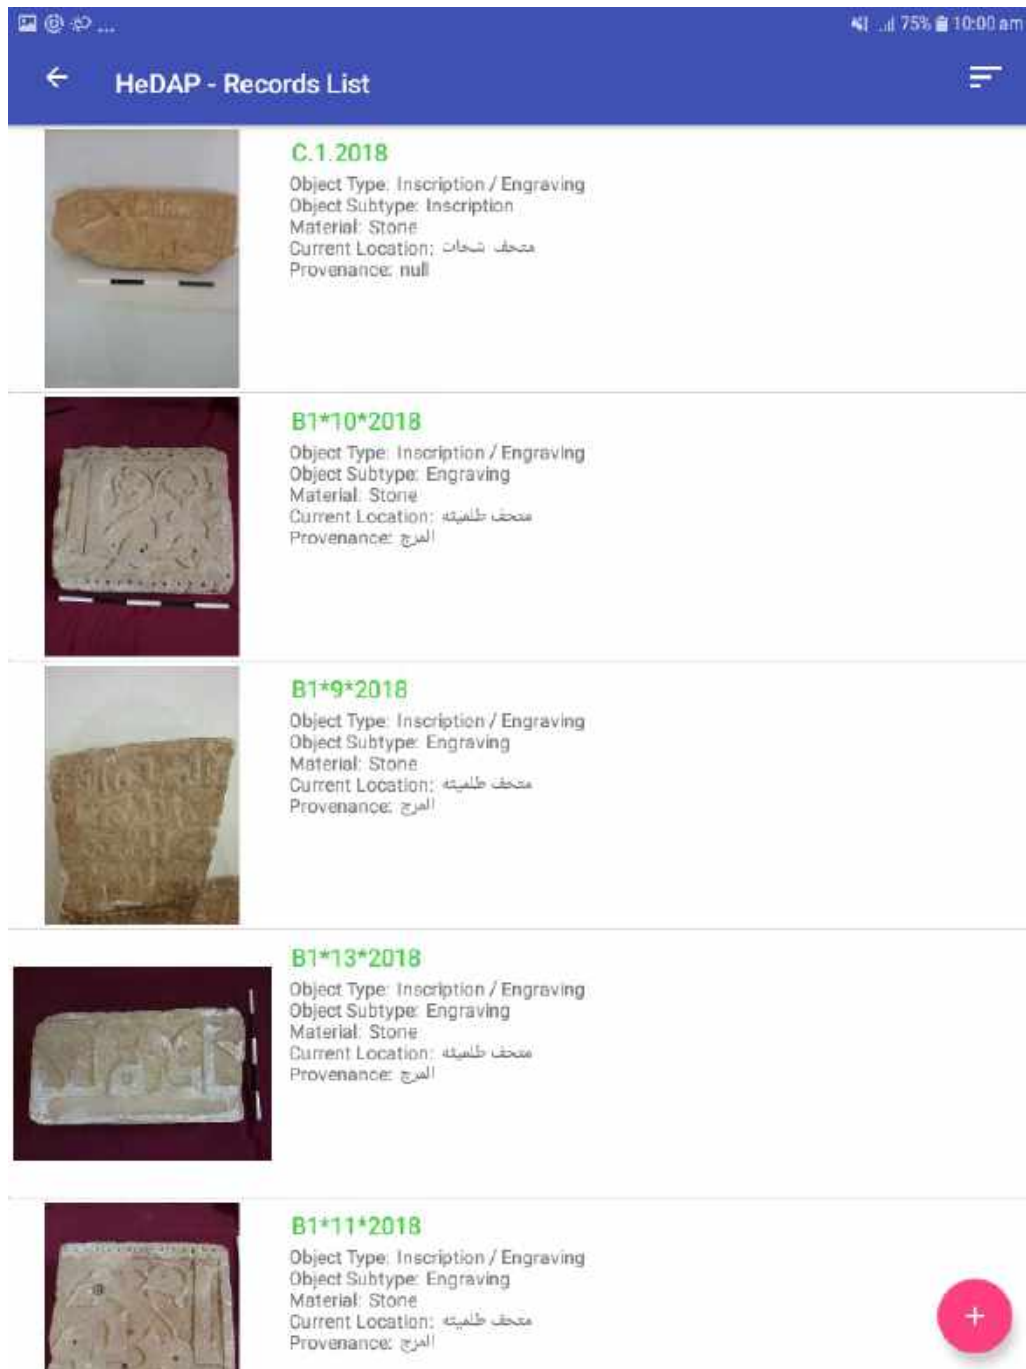 ... 75% 10:00 am
HeDAP - Records List
C.1.2018
Object Type: Inscription / Engraving
Object Subtype: Inscription
Material: Stone
Current Location: متحف شحات
Provenance: null
B1*10*2018
Object Type: Inscription / Engraving
Object Subtype: Engraving
Material: Stone
Current Location: متحف طلميثه
Provenance: المرج
B1*9*2018
Object Type: Inscription / Engraving
Object Subtype: Engraving
Material: Stone
Current Location: متحف طلميثه
Provenance: المرج
B1*13*2018
Object Type: Inscription / Engraving
Object Subtype: Engraving
Material: Stone
Current Location: متحف طلميثه
Provenance: المرج
B1*11*2018
Object Type: Inscription / Engraving
Object Subtype: Engraving
Material: Stone
Current Location: متحف طلميثه
Provenance: المرج